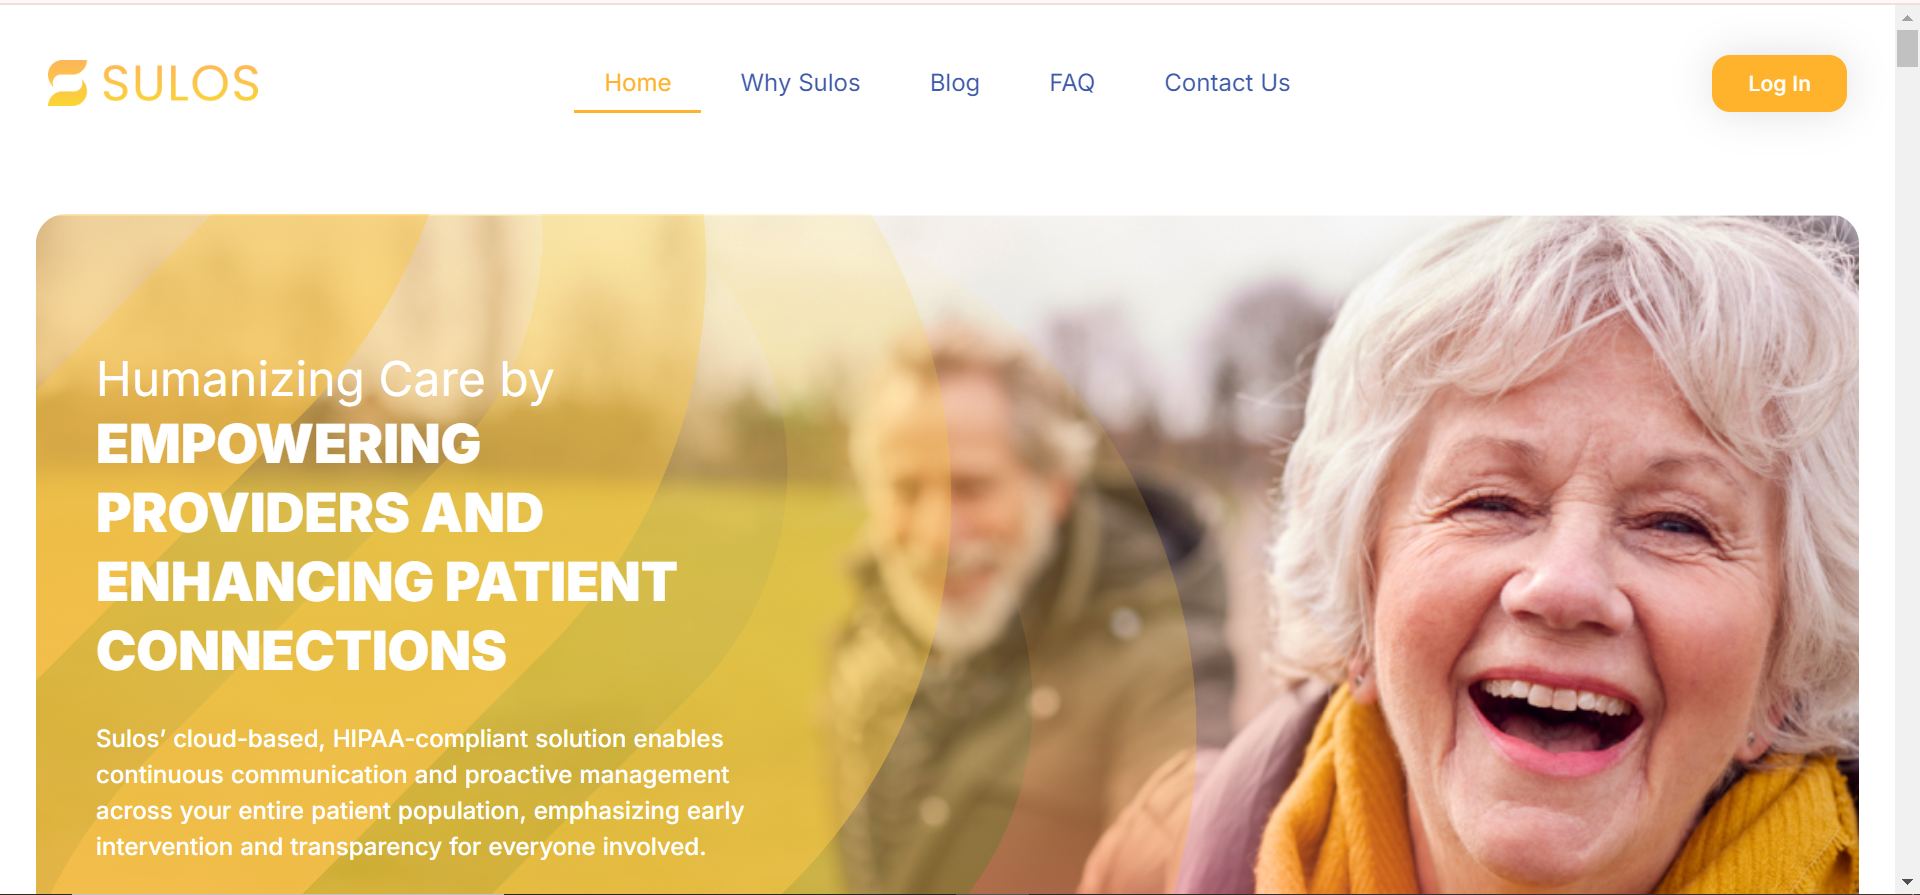 SULOS
Home
Why Sulos
Blog
FAQ
Contact Us
Log In
Humanizing Care by
EMPOWERING
PROVIDERS AND
ENHANCING PATIENT
CONNECTIONS
Sulos’ cloud-based, HIPAA-compliant solution enables
continuous communication and proactive management
across your entire patient population, emphasizing early
intervention and transparency for everyone involved.